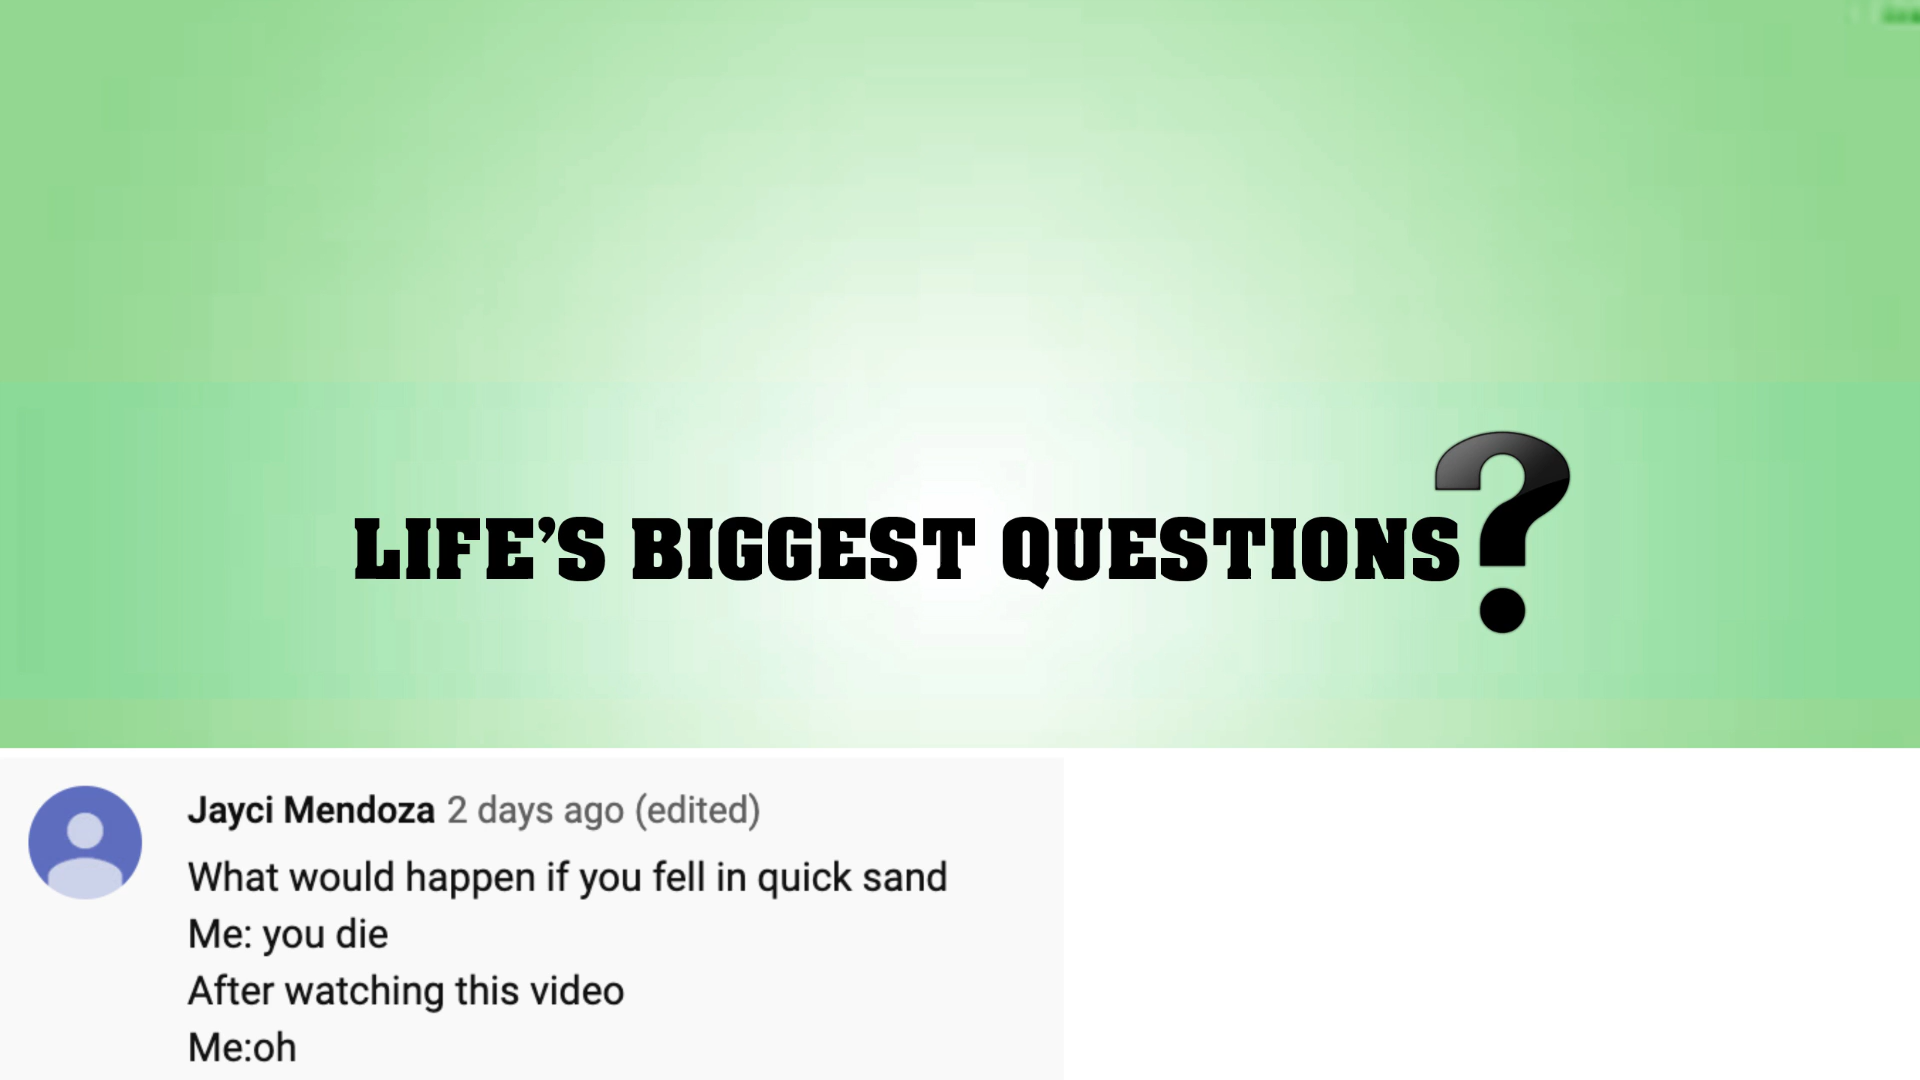 LIFE’S BIGGEST QUESTIONS?
Jayci Mendoza 2 days ago (edited)
What would happen if you fell in quick sand
Me: you die
After watching this video
Me:oh